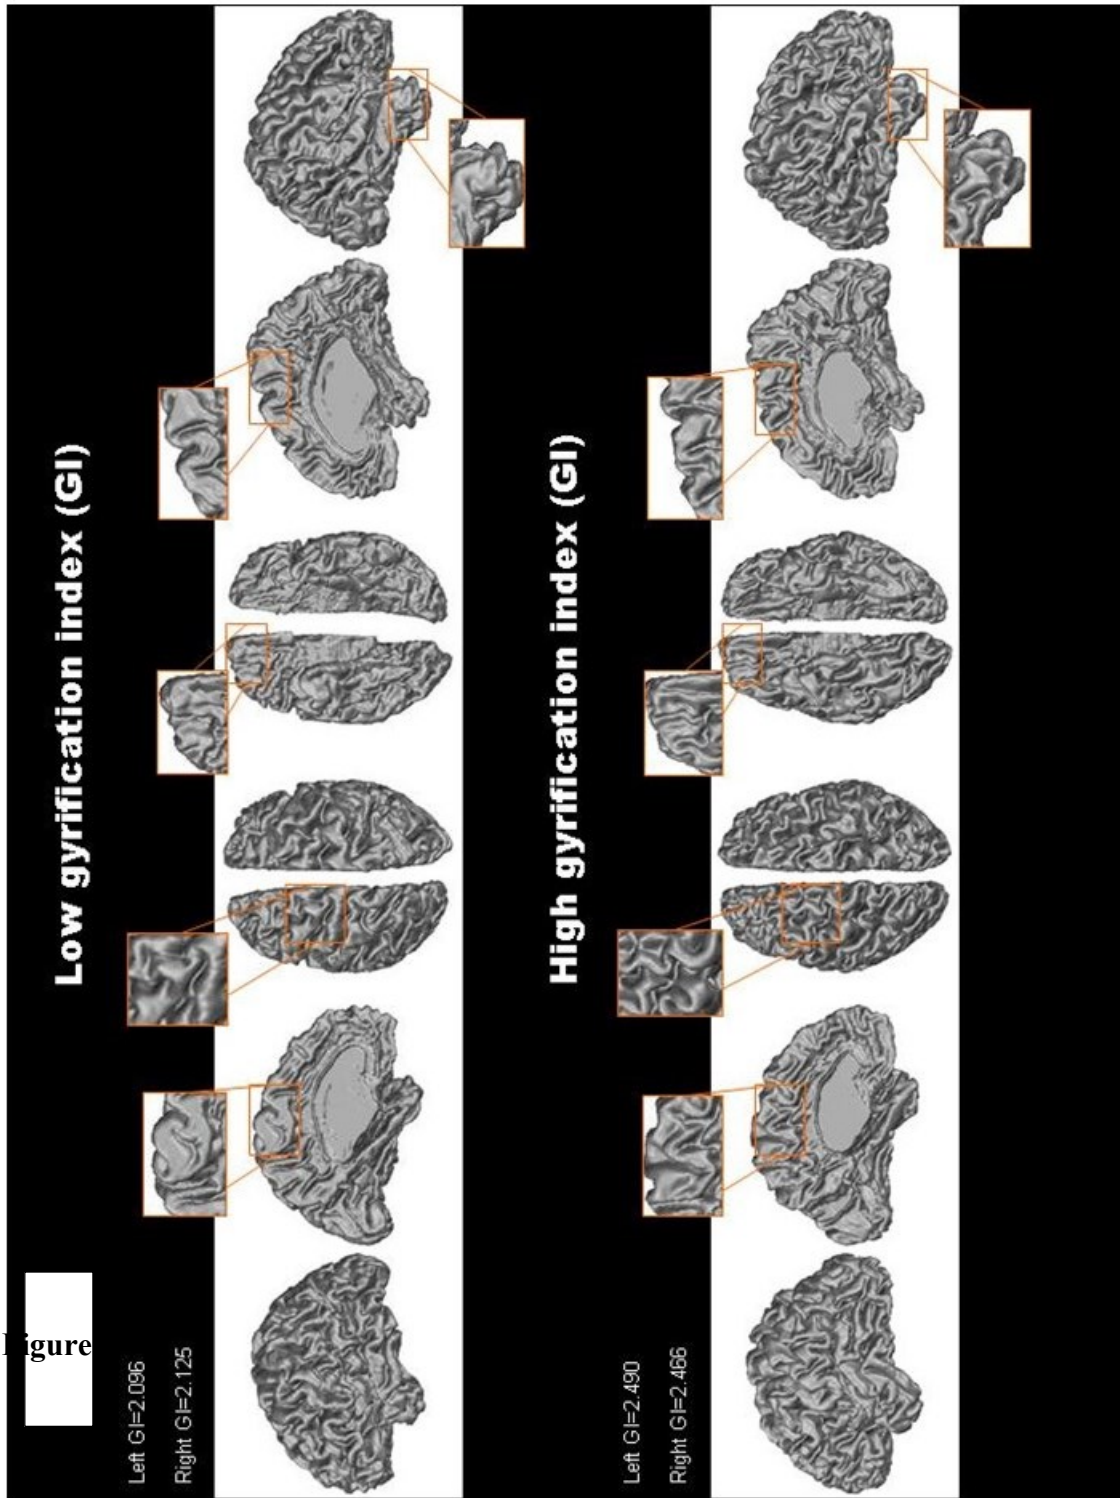 Low gyrification index (GI)
Left GI=2.096
Right GI=2.125
High gyrification index (GI)
Left GI=2.490
Right GI=2.466
Figure